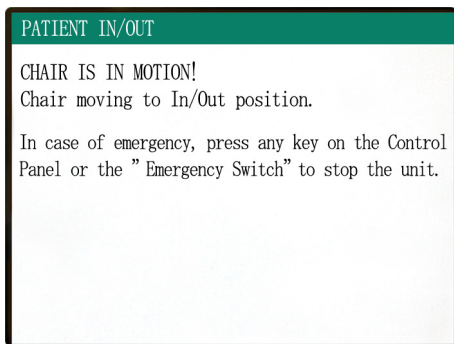 PATIENT IN/OUT
CHAIR IS IN MOTION!
Chair moving to In/Out position.
In case of emergency, press any key on the Control
Panel or the ” Emergency Switch” to stop the unit.